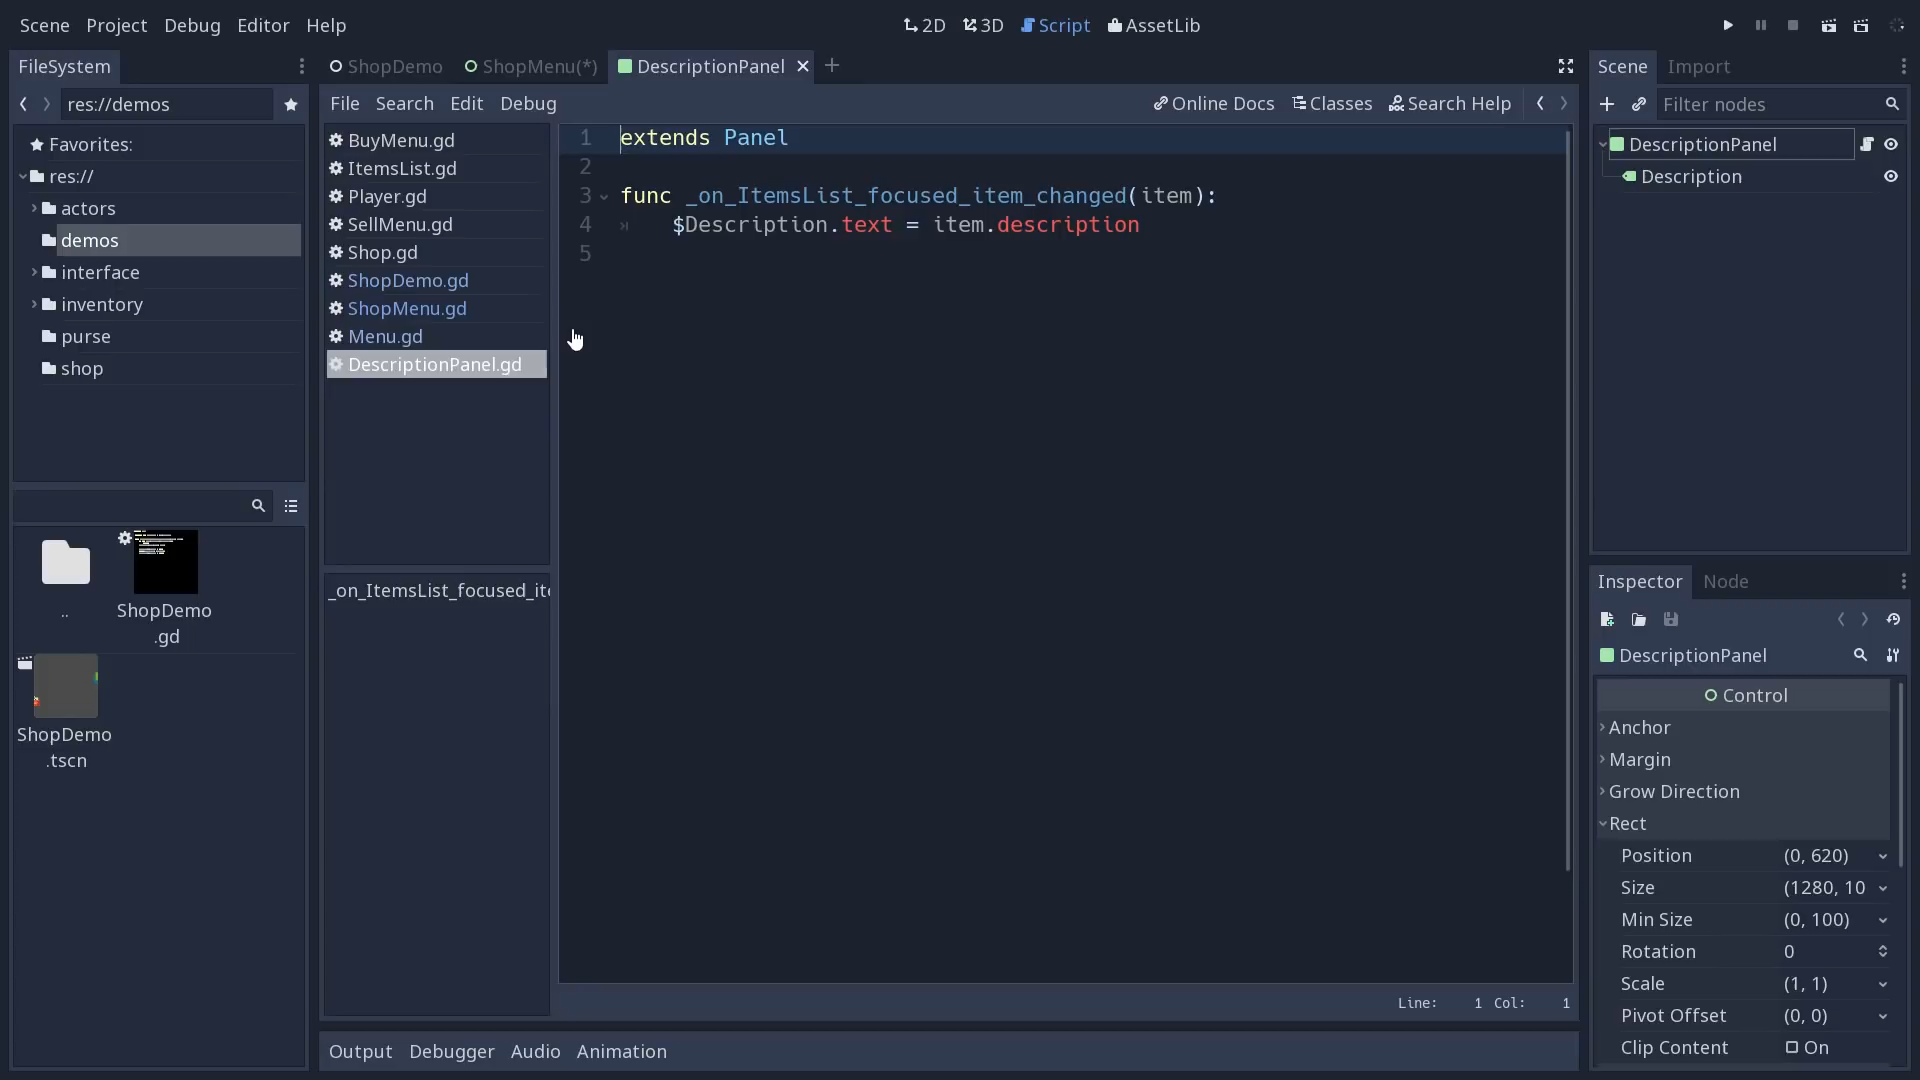 Scene Project Debug Editor Help
2D 3D Script AssetLib
FileSystem
res://demos
Favorites:
res://
actors
demos
interface
inventory
purse
shop
..
ShopDemo
.gd
ShopDemo
.tscn
ShopDemo ShopMenu(*) DescriptionPanel
File Search Edit Debug
Online Docs Classes Search Help
BuyMenu.gd
ItemsList.gd
Player.gd
SellMenu.gd
Shop.gd
ShopDemo.gd
ShopMenu.gd
Menu.gd
DescriptionPanel.gd
_on_ItemsList_focused_ite
1 extends Panel
2
3 func _on_ItemsList_focused_item_changed(item):
4 $Description.text = item.description
5
Line: 1 Col: 1
Output Debugger Audio Animation
Scene Import
Filter nodes
DescriptionPanel
Description
Inspector Node
DescriptionPanel
Control
Anchor
Margin
Grow Direction
Rect
Position (0, 620)
Size (1280, 10
Min Size (0, 100)
Rotation 0
Scale (1, 1)
Pivot Offset (0, 0)
Clip Content On